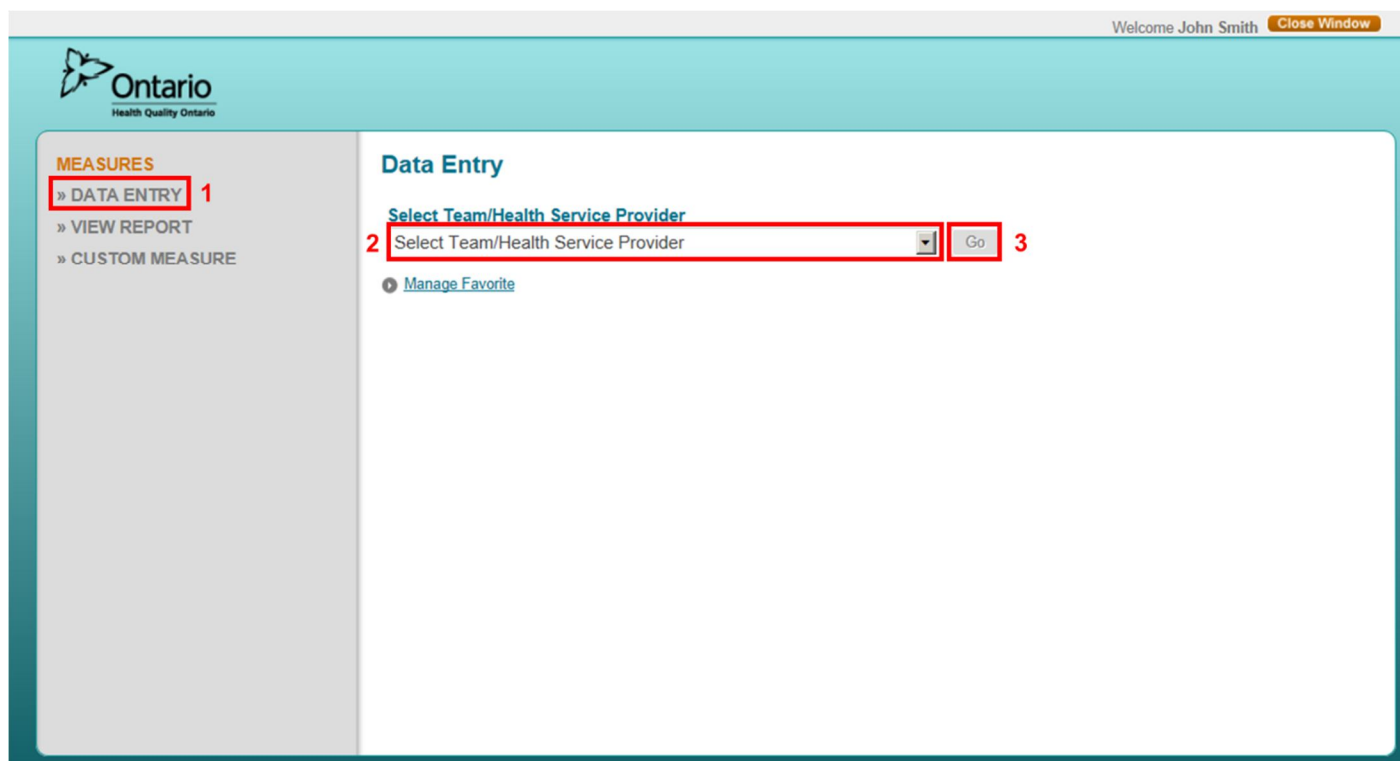 Welcome John Smith Close Window
Ontario
Health Quality Ontario
MEASURES
» DATA ENTRY 1
» VIEW REPORT
» CUSTOM MEASURE
Data Entry
Select Team/Health Service Provider
2 Select Team/Health Service Provider Go 3
Manage Favorite